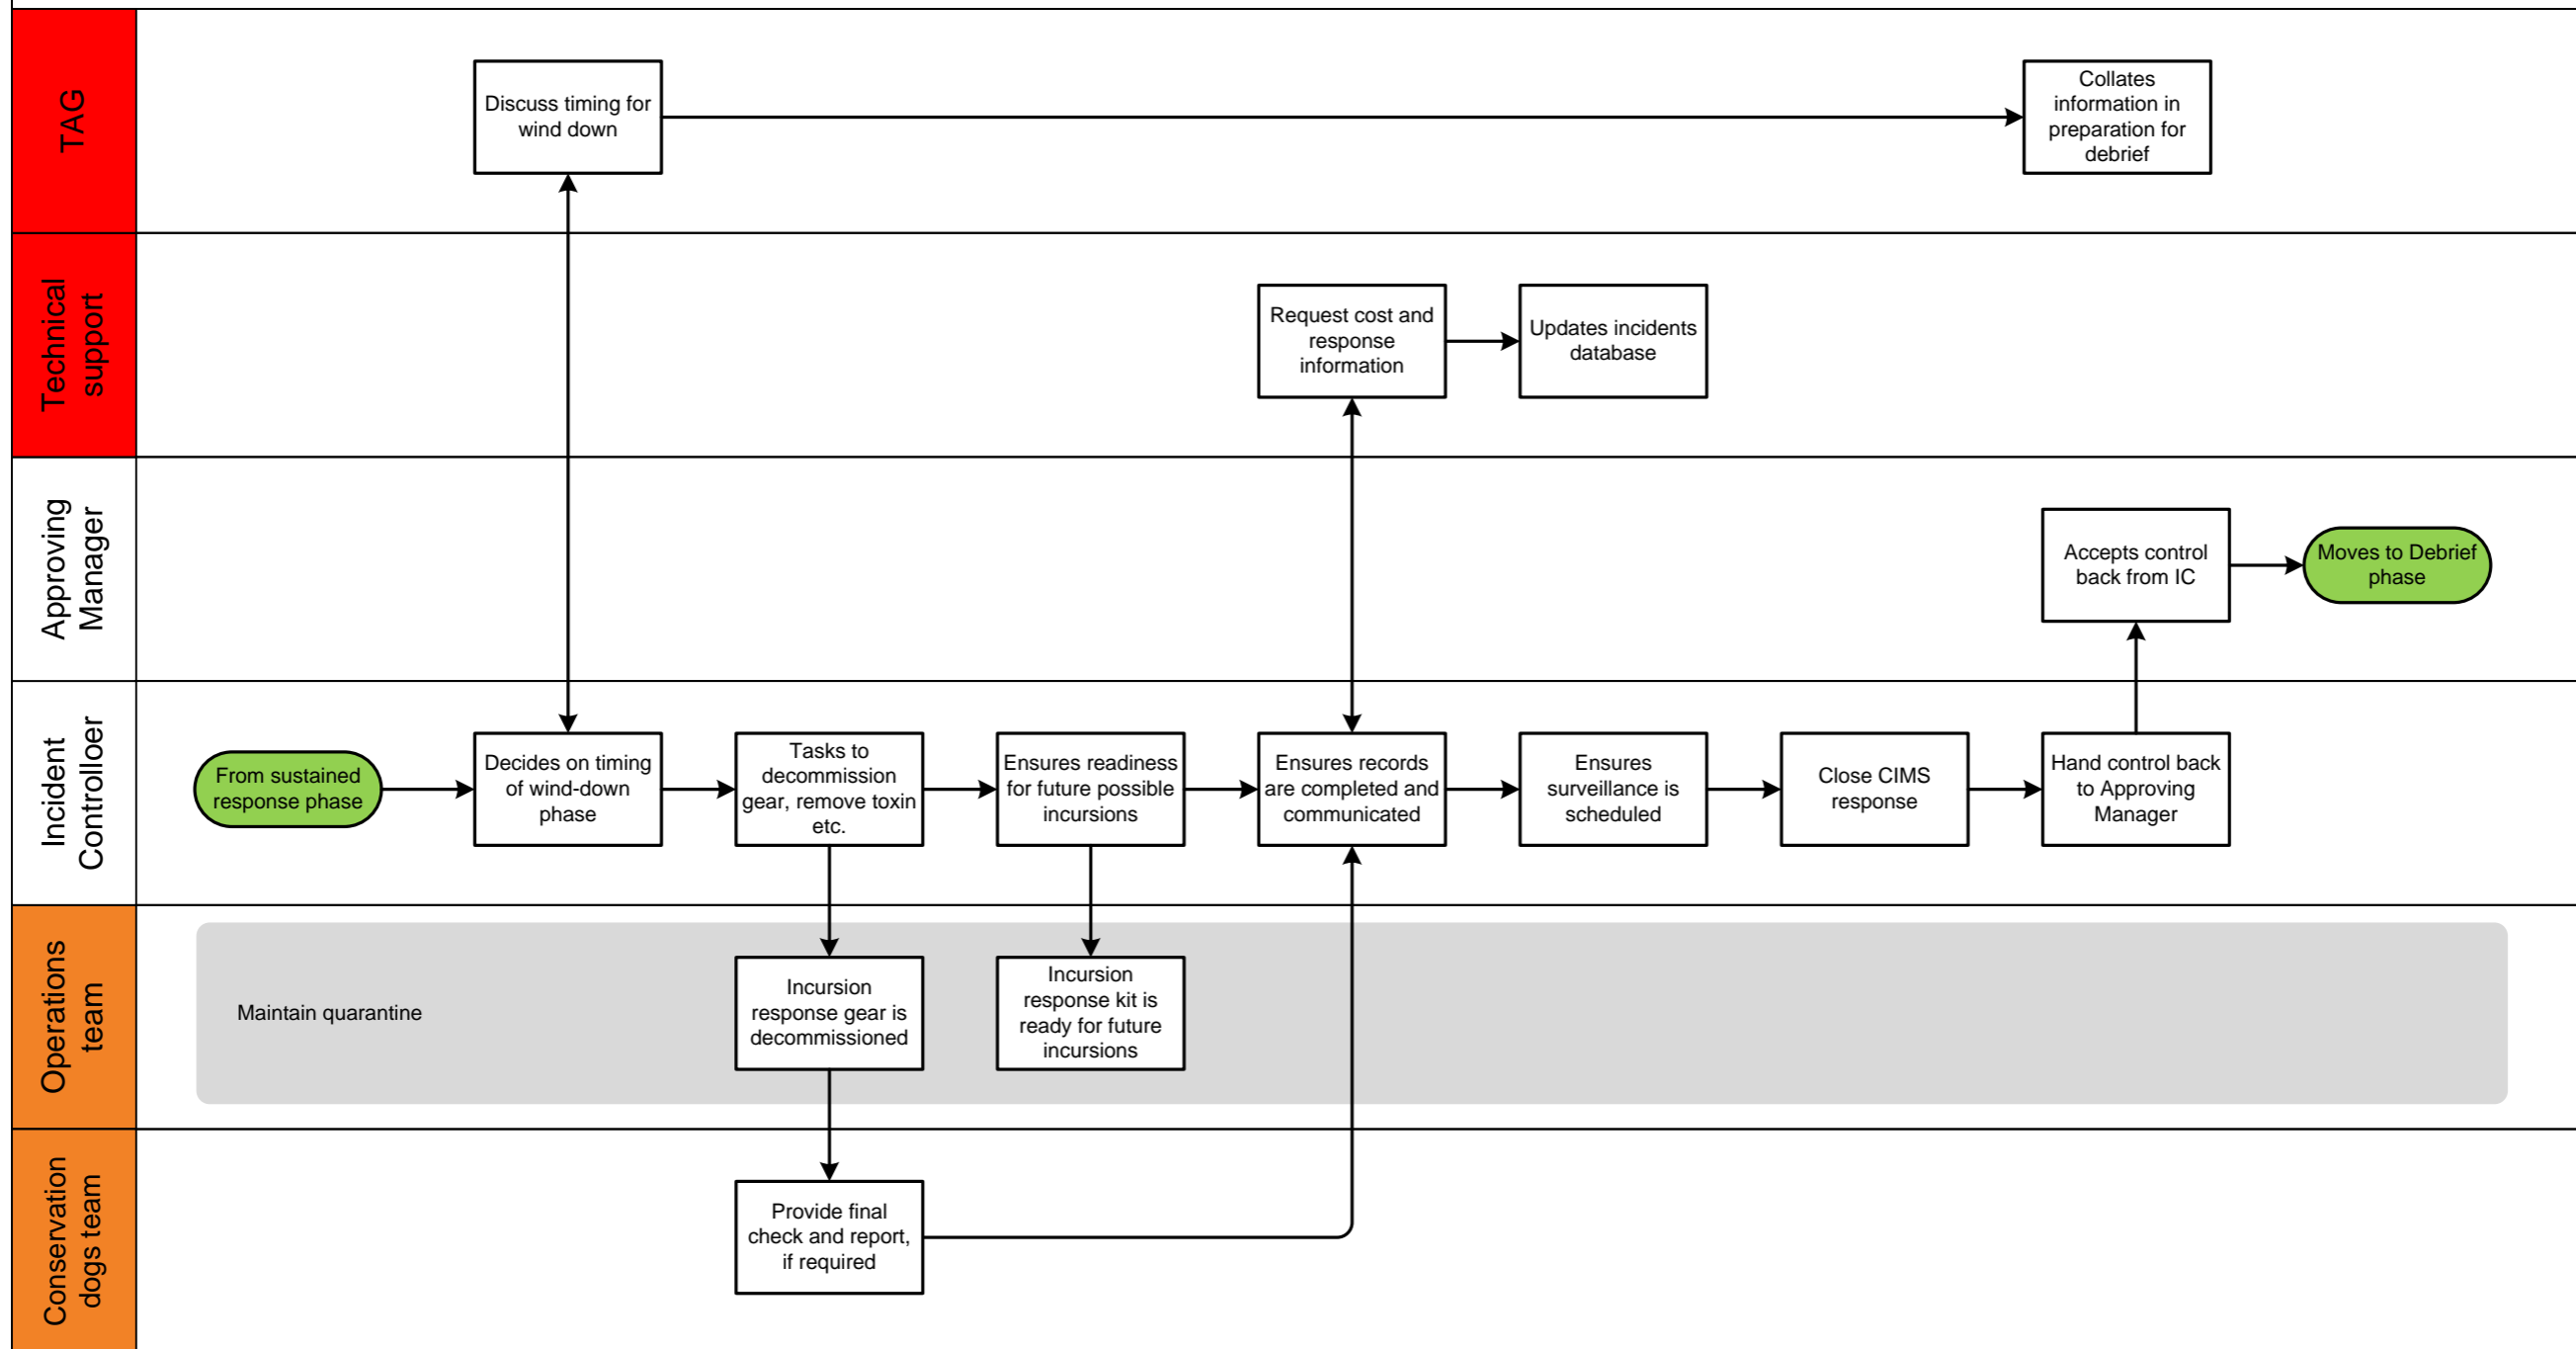 TAG
Discuss timing for
wind down
Collates
information in
preparation for
debrief
Technical
support
Request cost and
response
information
Updates incidents
database
Approving
Manager
Accepts control
back from IC
Moves to Debrief
phase
Incident
Controlloer
From sustained
response phase
Decides on timing
of wind-down
phase
Tasks to
decommission
gear, remove toxin
etc.
Ensures readiness
for future possible
incursions
Ensures records
are completed and
communicated
Ensures
surveillance is
scheduled
Close CIMS
response
Hand control back
to Approving
Manager
Operations
team
Maintain quarantine
Incursion
response gear is
decommissioned
Incursion
response kit is
ready for future
incursions
Conservation
dogs team
Provide final
check and report,
if required